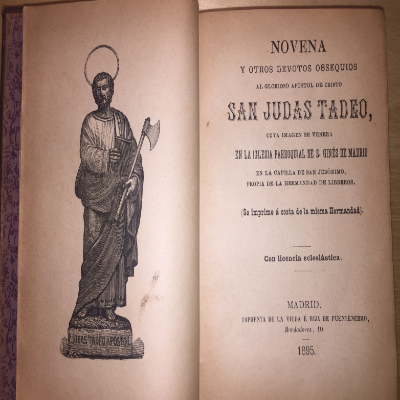 JUDAS TADEO APOSTOL
NOVENA
Y OTROS DEVOTOS OBSEQUIOS
AL GLORIOSO APÓSTOL DE CRISTO
SAN JUDAS TADEO,
CUYA IMAGEN SE VENERA
EN LA IGLESIA PARROQUIAL DE S. GINÉS DE MADRID
EN LA CAPILLA DE SAN JERÓNIMO,
PROPIA DE LA HERMANDAD DE LIBREROS.
(Se imprime á costa de la misma Hermandad).
Con licencia eclesiástica.
MADRID.
IMPRENTA DE LA VIUDA É HIJA DE FUENTENEBRO,
Bordadores, 10.
1895.